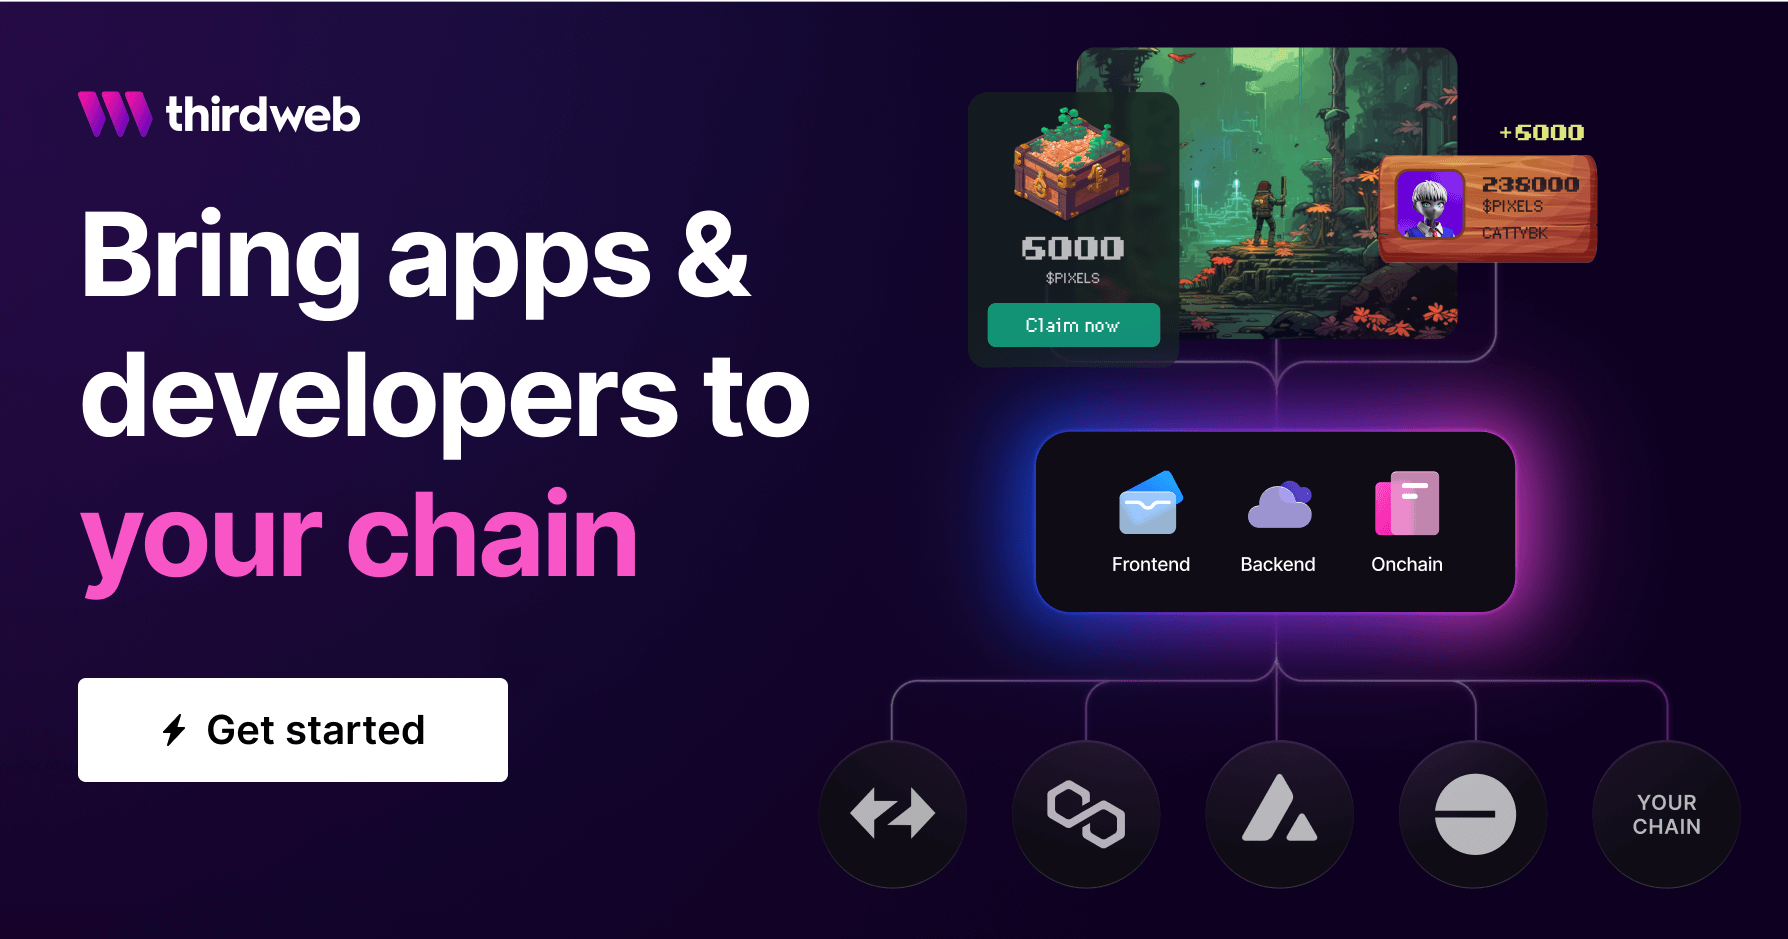 thirdweb
Bring apps &
developers to
your chain
Get started
6000
$PIXELS
Claim now
+6000
238000
$PIXELS
CATTYBK
Frontend
Backend
Onchain
YOUR
CHAIN